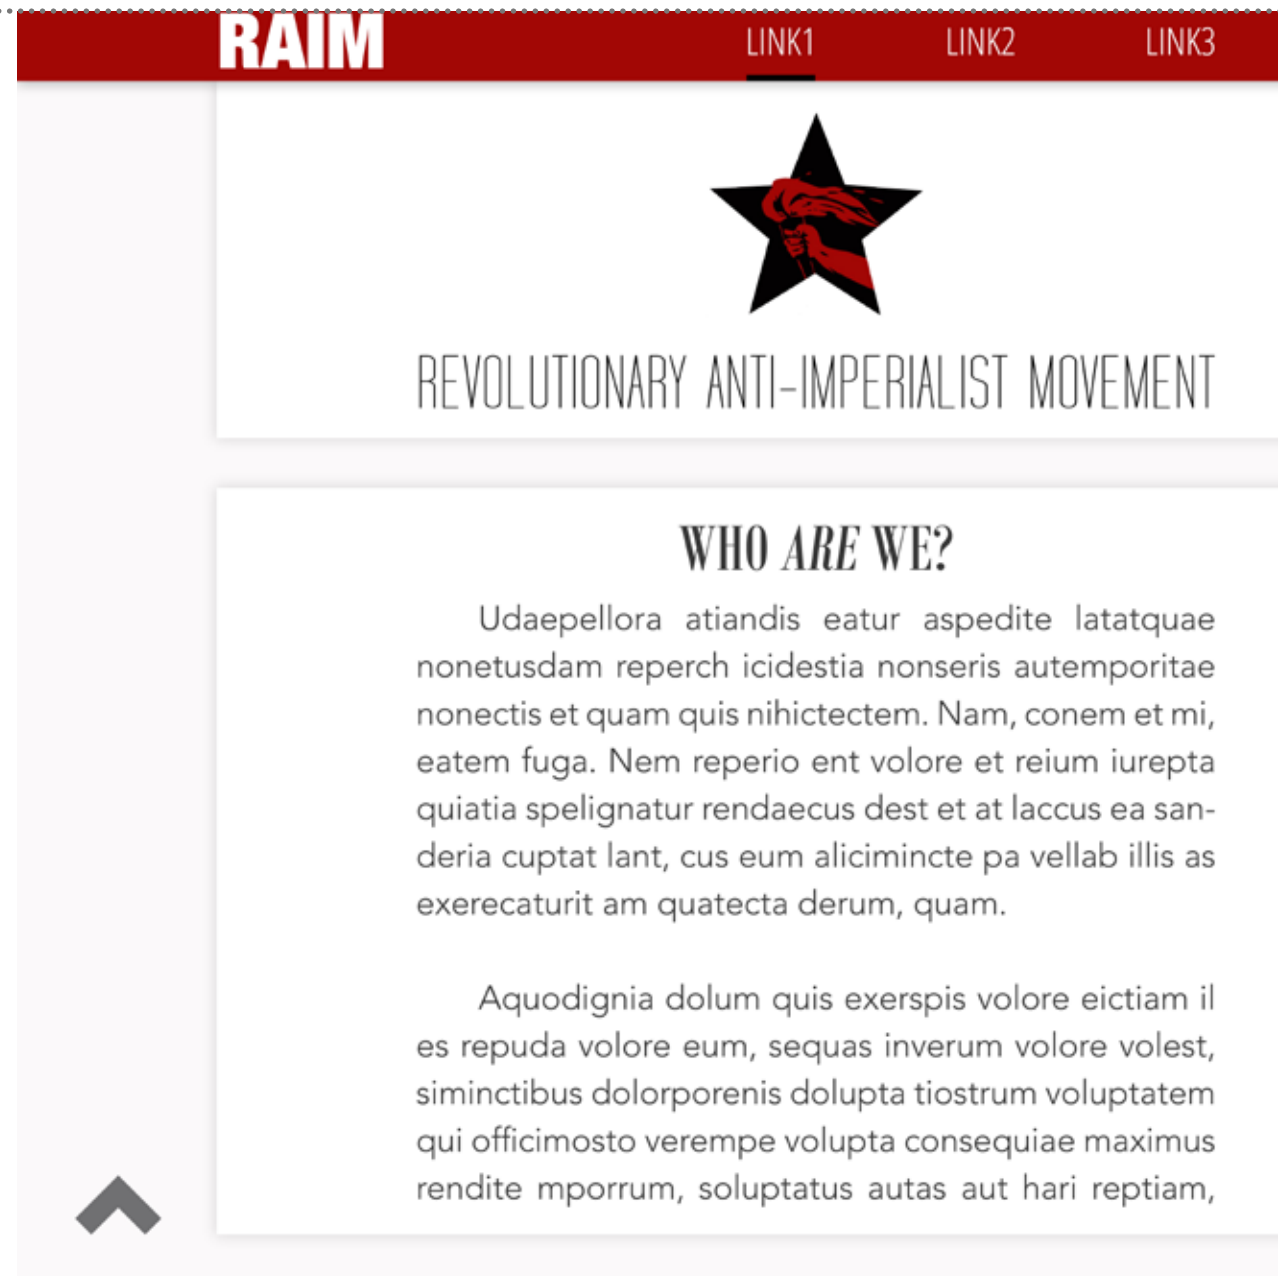 RAIM
LINK1 LINK2 LINK3
REVOLUTIONARY ANTI-IMPERIALIST MOVEMENT
WHO ARE WE?
Udaepellora atiandis eatur aspedite latatquae
nonetusdam reperch icidestia nonseris autemporitae
nonectis et quam quis nihictectem. Nam, conem et mi,
eatem fuga. Nem reperio ent volore et reium iurepta
quiatia spelignatur rendaecus dest et at laccus ea san-
deria cuptat lant, cus eum alicimincte pa vellab illis as
exerecaturit am quatecta derum, quam.
Aquodignia dolum quis exerspis volore eictiam il
es repuda volore eum, sequas inverum volore volest,
siminctibus dolorporenis dolupta tiostrum voluptatem
qui officimosto verempe volupta consequiae maximus
rendite mporrum, soluptatus autas aut hari reptiam,